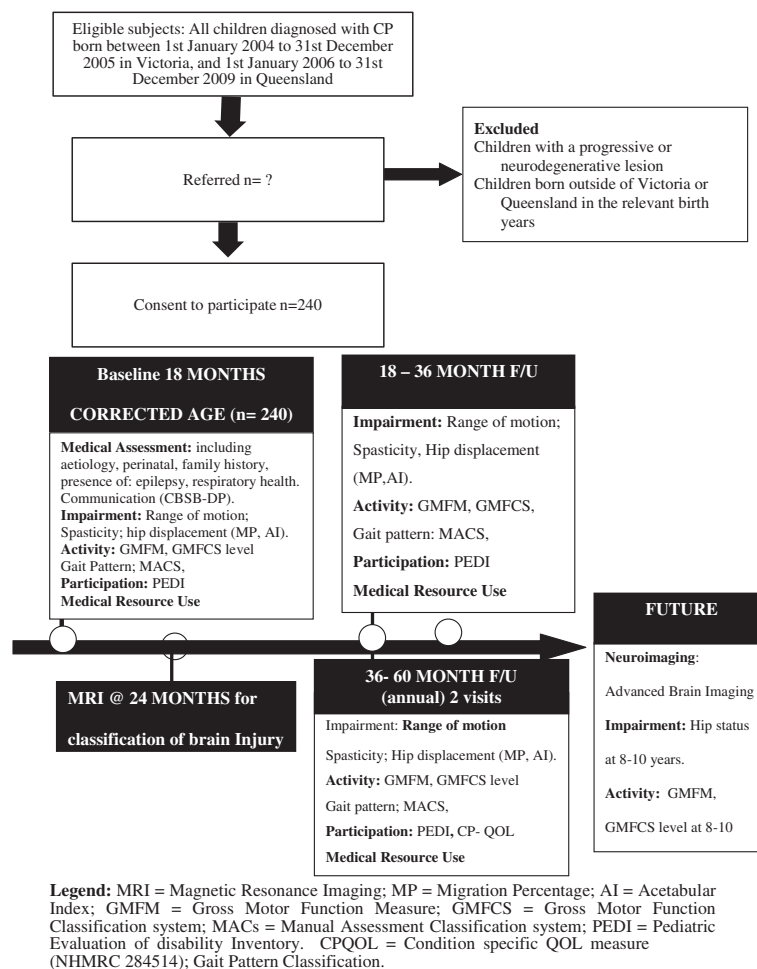 Eligible subjects: All children diagnosed with CP
born between 1st January 2004 to 31st December
2005 in Victoria, and 1st January 2006 to 31st
December 2009 in Queensland
Referred n= ?
Excluded
Children with a progressive or
neurodegenerative lesion
Children born outside of Victoria or
Queensland in the relevant birth
years
Consent to participate n=240
Baseline 18 MONTHS
CORRECTED AGE (n= 240)
Medical Assessment: including
aetiology, perinatal, family history,
presence of: epilepsy, respiratory health.
Communication (CBSB-DP).
Impairment: Range of motion;
Spasticity; hip displacement (MP, AI).
Activity: GMFM, GMFCS level
Gait Pattern; MACS,
Participation: PEDI
Medical Resource Use
18 – 36 MONTH F/U
Impairment: Range of motion;
Spasticity, Hip displacement
(MP,AI).
Activity: GMFM, GMFCS,
Gait pattern: MACS,
Participation: PEDI
Medical Resource Use
MRI @ 24 MONTHS for
classification of brain Injury
36- 60 MONTH F/U
(annual) 2 visits
Impairment: Range of motion
Spasticity; Hip displacement (MP, AI).
Activity: GMFM, GMFCS level
Gait pattern; MACS,
Participation: PEDI, CP- QOL
Medical Resource Use
FUTURE
Neuroimaging:
Advanced Brain Imaging
Impairment: Hip status
at 8-10 years.
Activity: GMFM,
GMFCS level at 8-10
Legend: MRI = Magnetic Resonance Imaging; MP = Migration Percentage; AI = Acetabular
Index; GMFM = Gross Motor Function Measure; GMFCS = Gross Motor Function
Classification system; MACs = Manual Assessment Classification system; PEDI = Pediatric
Evaluation of disability Inventory. CPQOL = Condition specific QOL measure
(NHMRC 284514); Gait Pattern Classification.